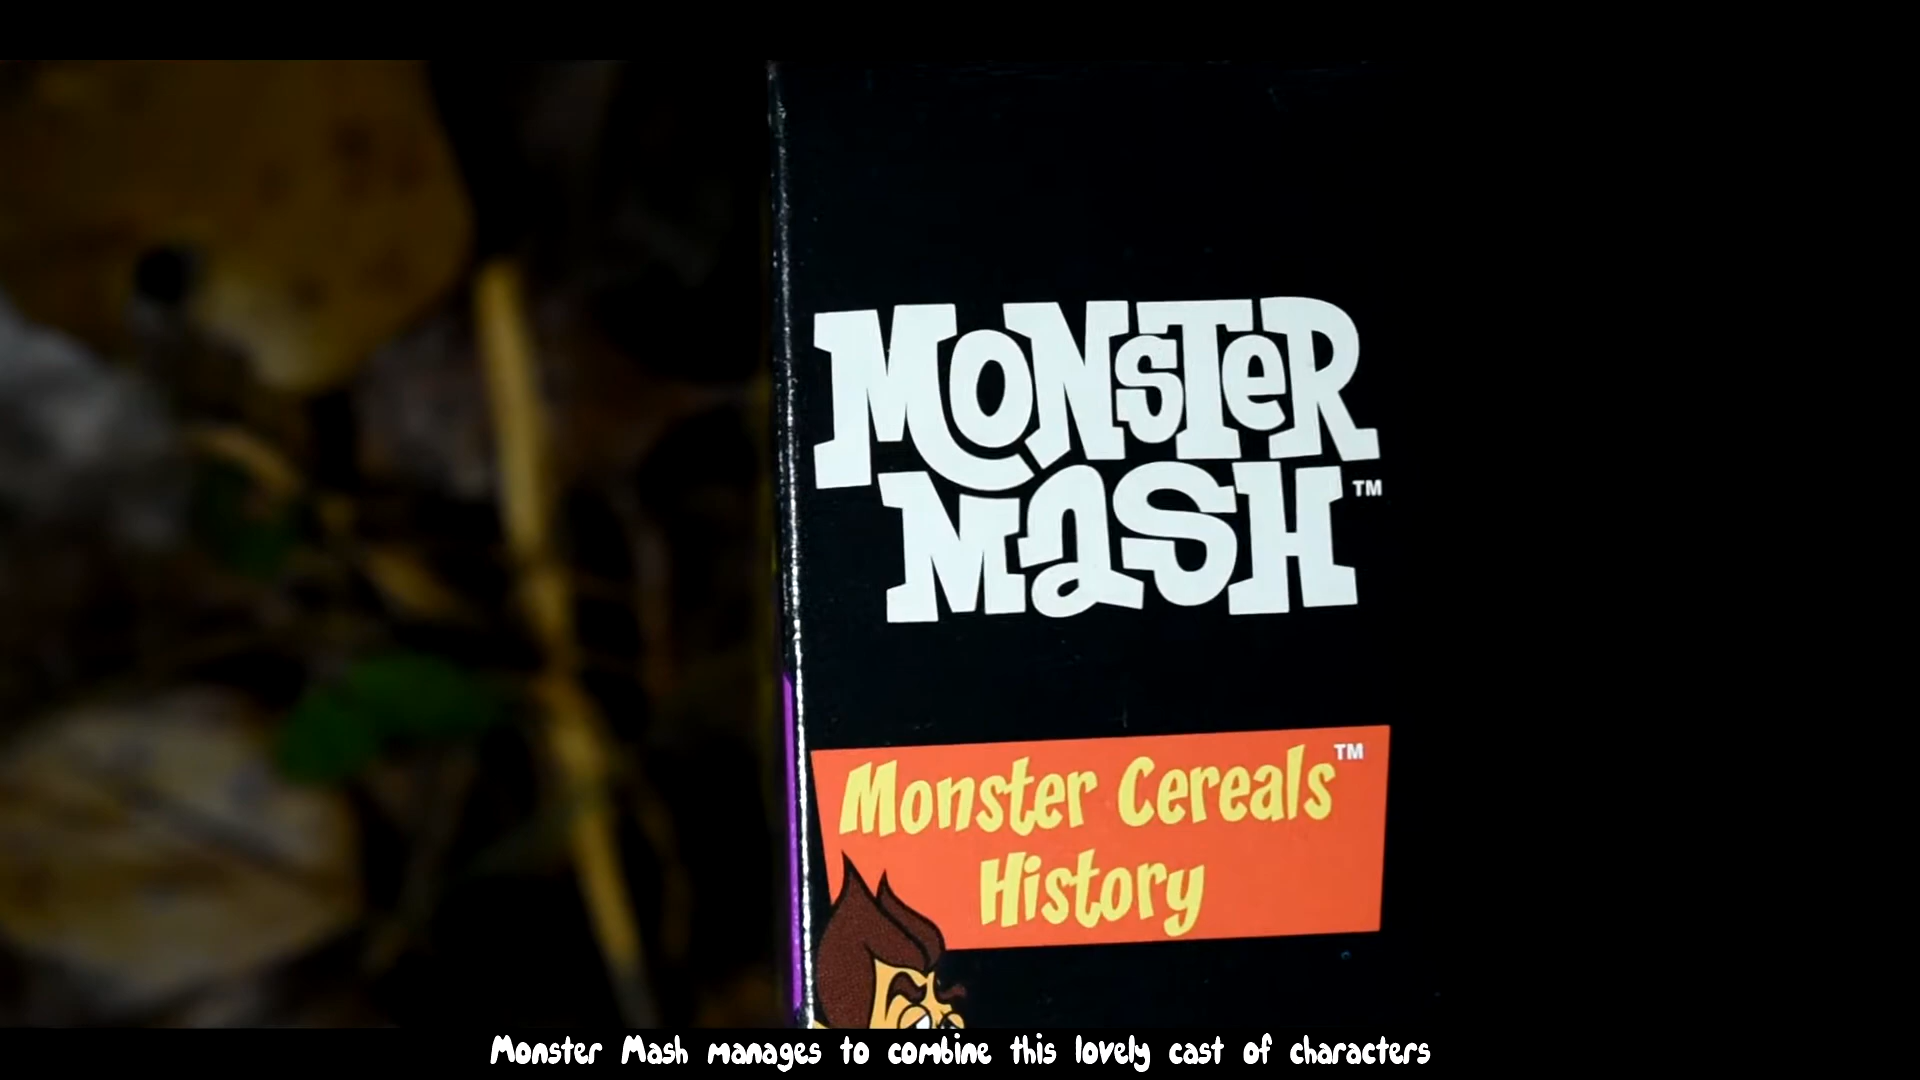 MONSTER
MASH™
Monster Cereals™
History
Monster Mash manages to combine this lovely cast of characters